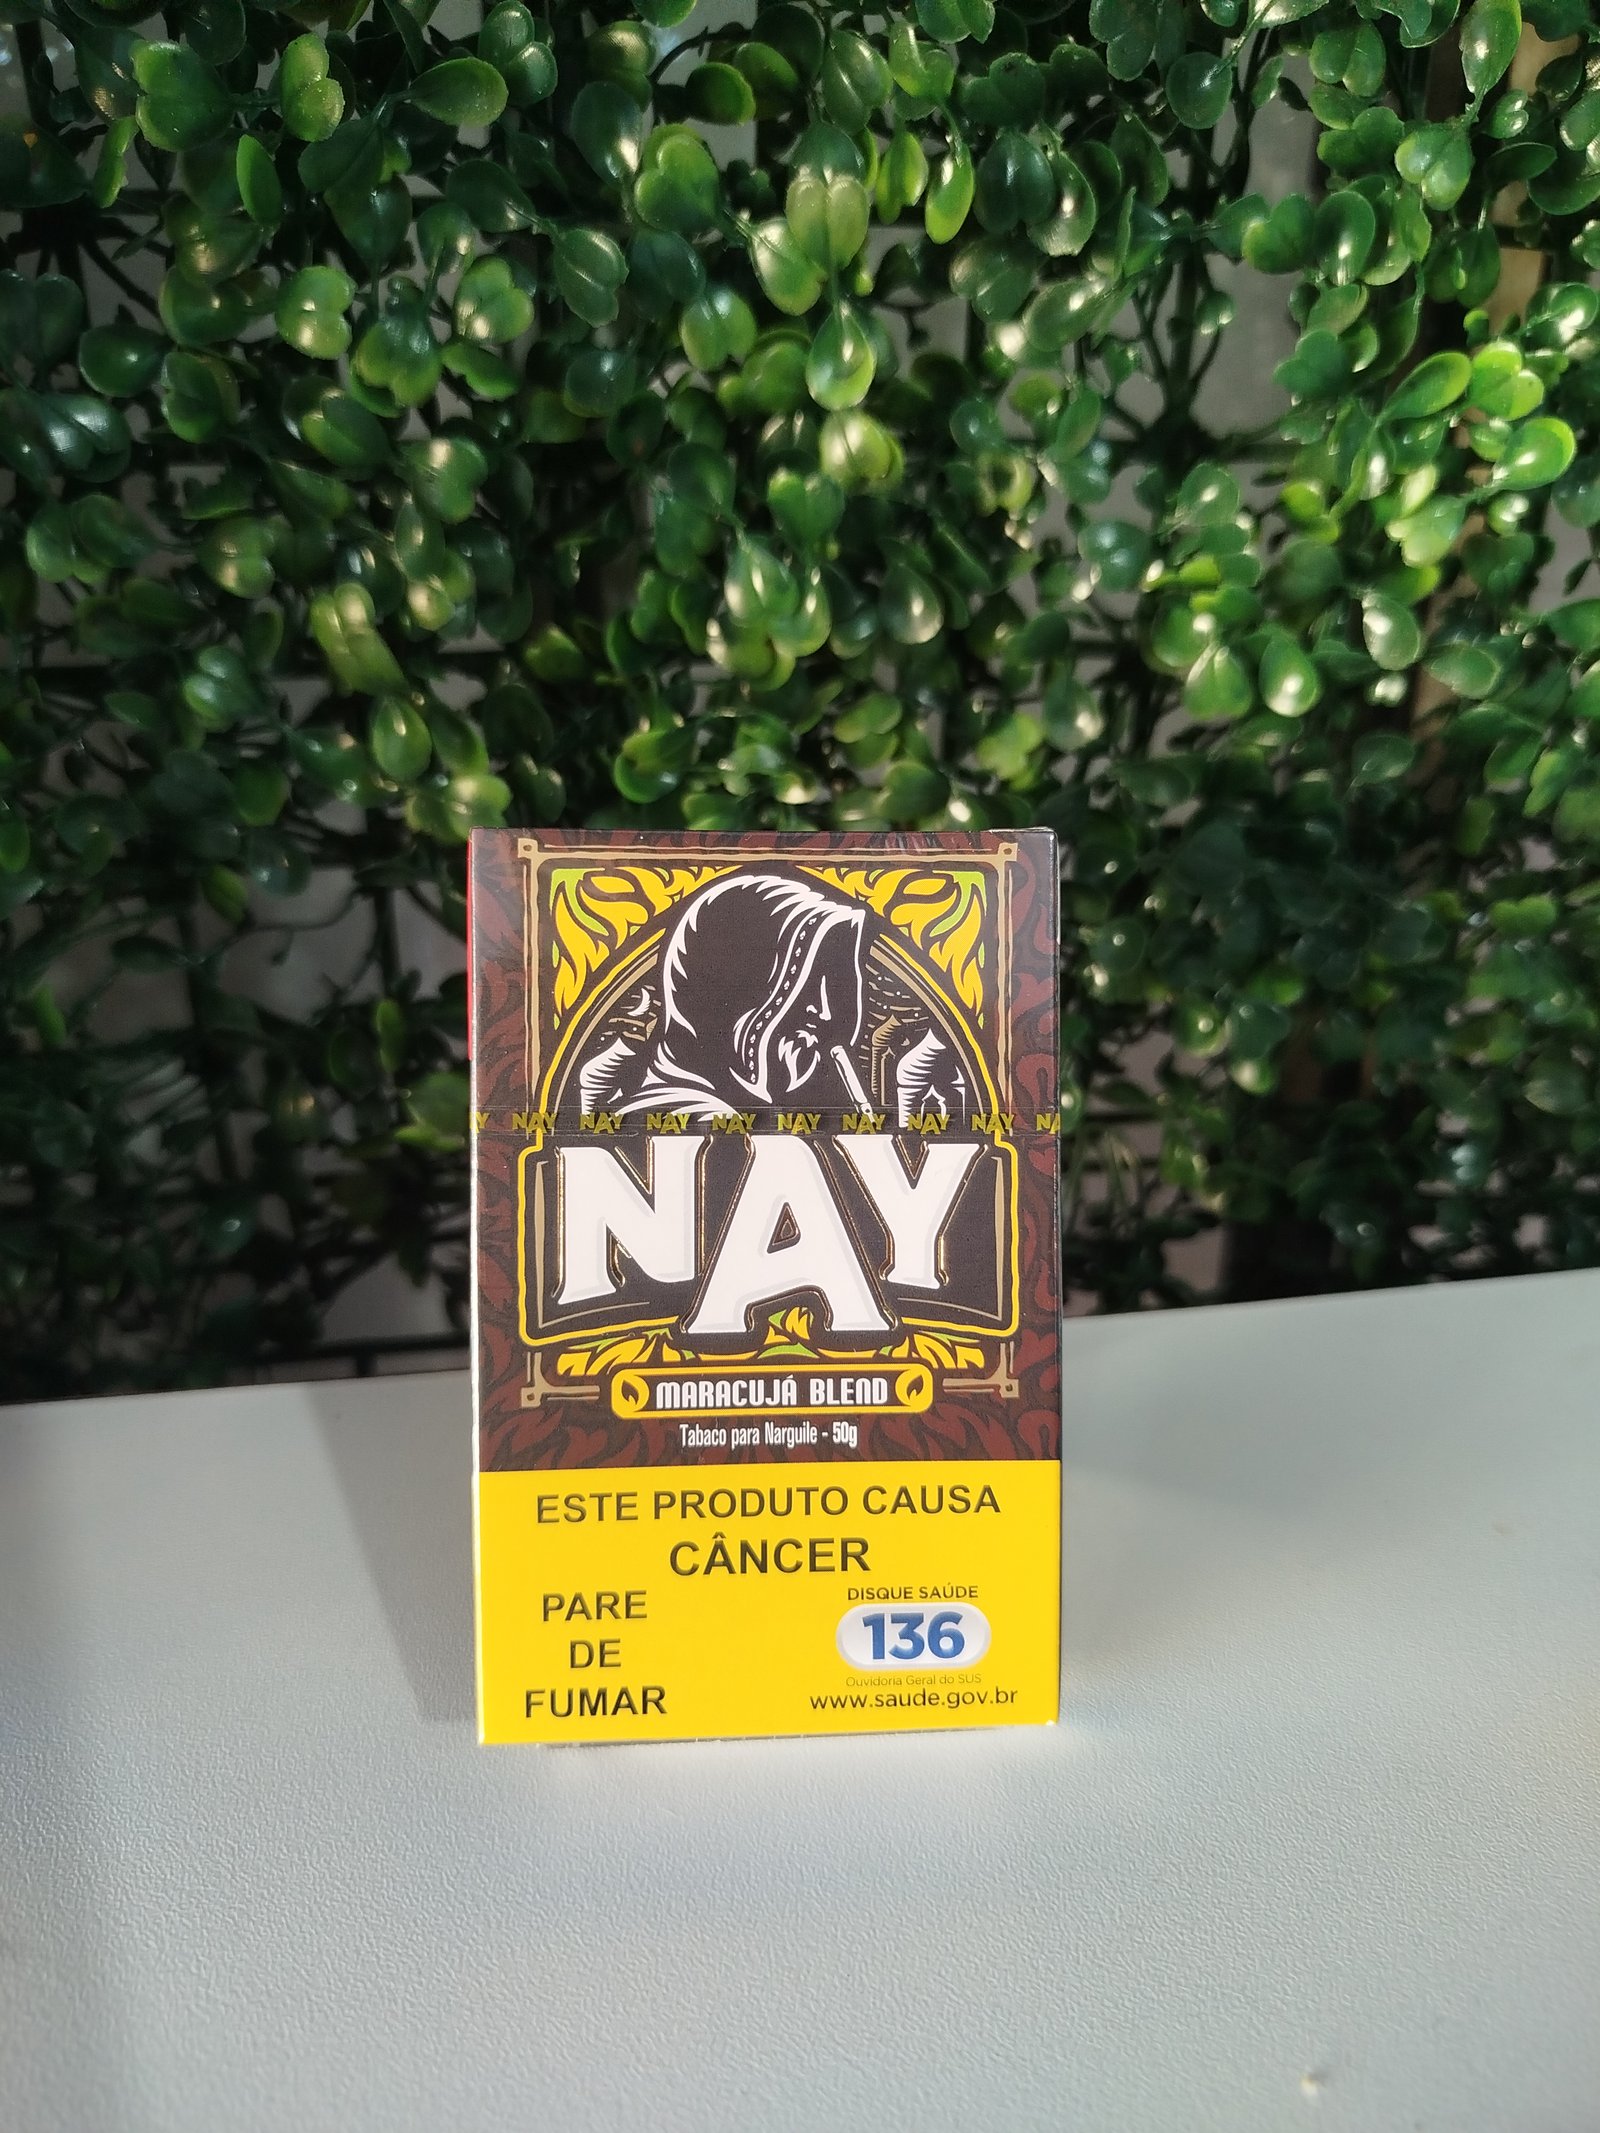 NAY NAY NAY NAY NAY NAY NAY NAY
NAY
MARACUJÁ BLEND
Tabaco para Narguile - 50g
ESTE PRODUTO CAUSA
CÂNCER
PARE
DE
FUMAR
DISQUE SAÚDE
136
Ouvidoria Geral do SUS
www.saude.gov.br